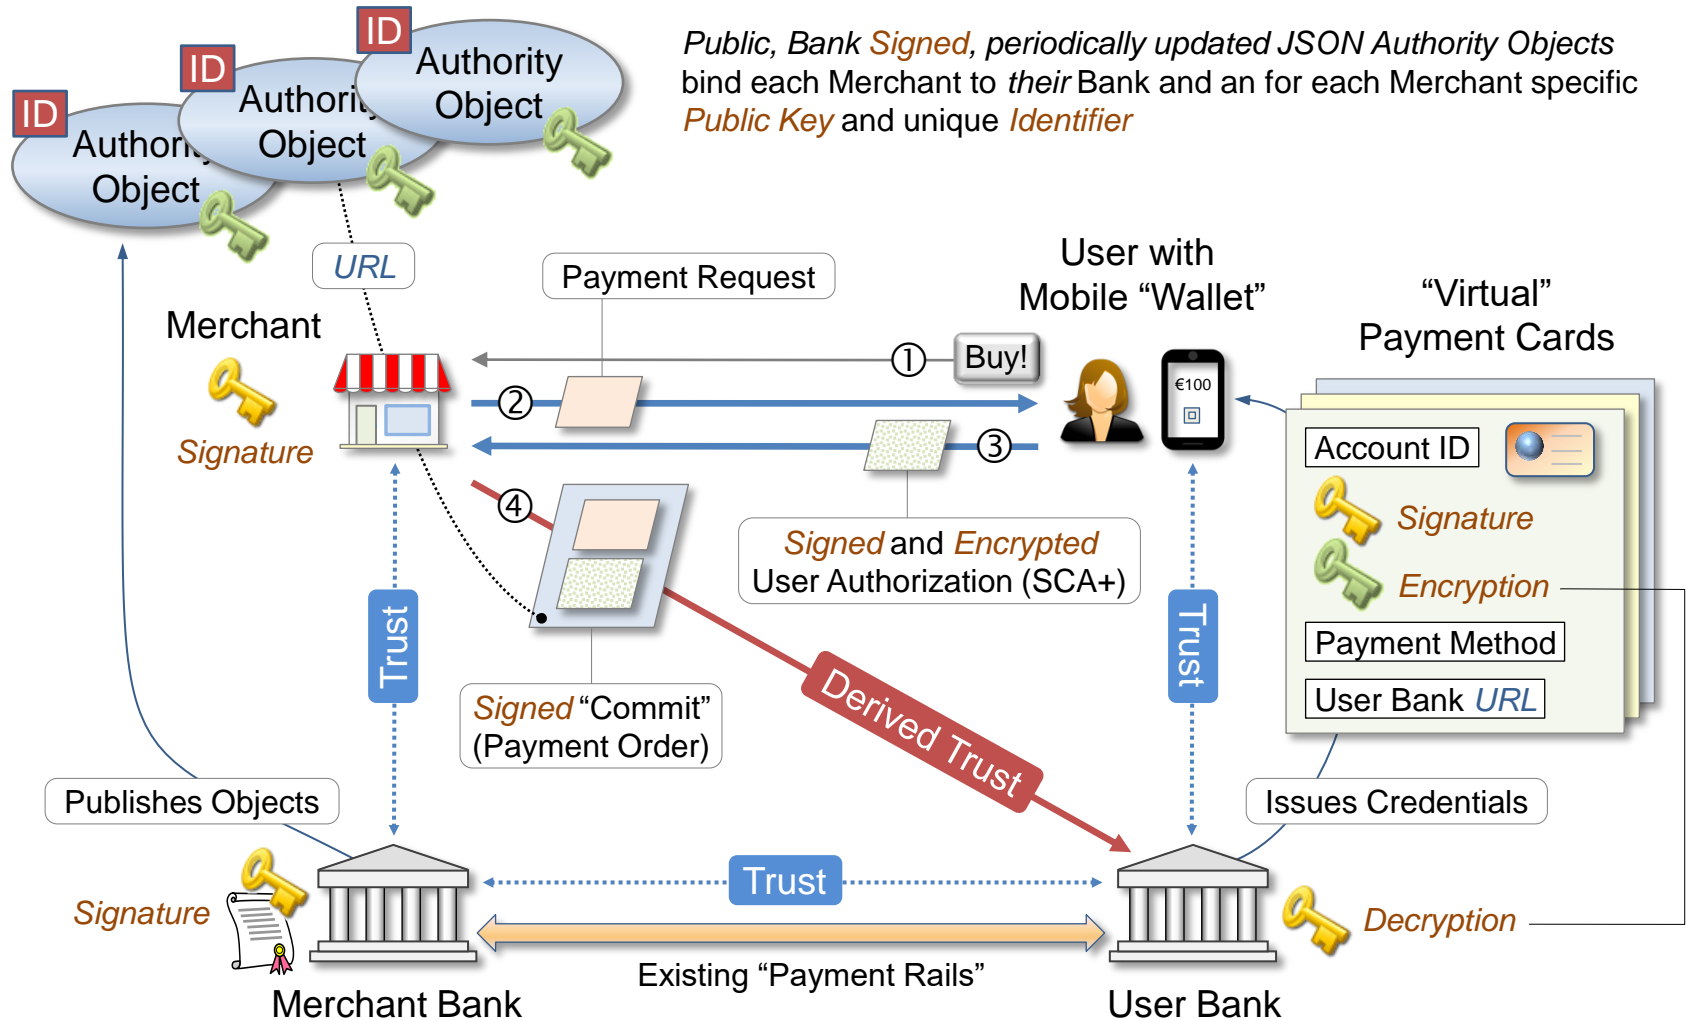 ID
Authority
Object
ID
Authority
Object
ID
Authority
Object
Public, Bank Signed, periodically updated JSON Authority Objects
bind each Merchant to their Bank and an for each Merchant specific
Public Key and unique Identifier
URL
Payment Request
User with
Mobile “Wallet”
“Virtual”
Payment Cards
Merchant
Signature
1
Buy!
€100
2
3
4
Account ID
Signature
Encryption
Payment Method
User Bank URL
Signed and Encrypted
User Authorization (SCA+)
Trust
Trust
Derived Trust
Signed “Commit”
(Payment Order)
Publishes Objects
Issues Credentials
Trust
Signature
Decryption
Existing “Payment Rails”
Merchant Bank
User Bank